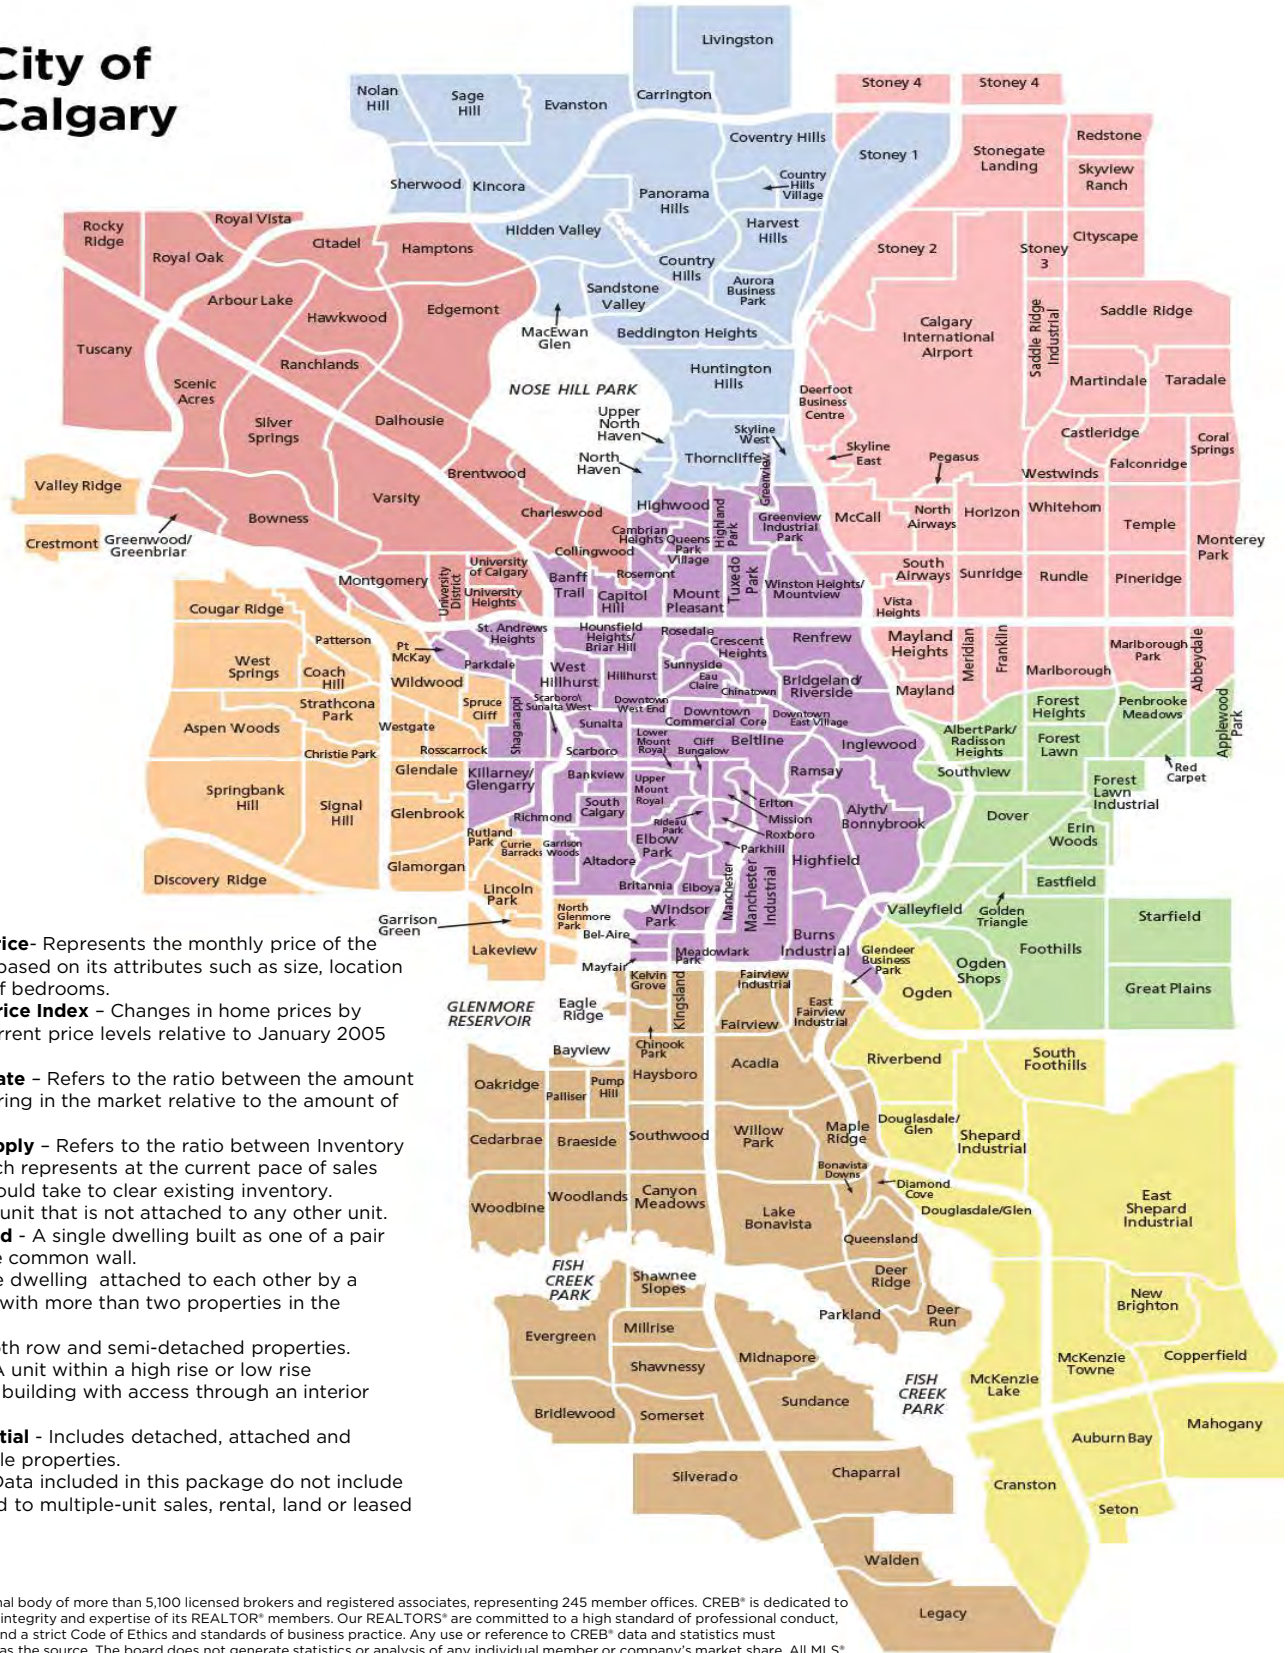 City of
Calgary
Livingston
Nolan
Hill
Sage
Hill
Evanston
Carrington
Stoney 4
Stoney 4
Coventry Hills
Stoney 1
Stonegate
Landing
Redstone
Skyview
Ranch
Sherwood
Kincora
Panorama
Hills
Country
Hills
Village
Rocky
Ridge
Royal Vista
Royal Oak
Citadel
Hamptons
Hidden Valley
Harvest
Hills
Stoney 2
Stoney
3
Cityscape
Country
Hills
Arbour Lake
Hawkwood
Edgemont
Sandstone
Valley
Aurora
Business
Park
Saddle Ridge
Industrial
Saddle Ridge
MacEwan
Glen
Beddington Heights
Calgary
International
Airport
Tuscany
Ranchlands
NOSE HILL PARK
Huntington
Hills
Martindale
Taradale
Scenic
Acres
Silver
Springs
Dalhousie
Upper
North
Haven
Deerfoot
Business
Centre
Skyline
West
Castleridge
Coral
Springs
Valley Ridge
Brentwood
North
Haven
Thorncliffe
Greenview
Skyline
East
Pegasus
Westwinds
Falconridge
Varsity
Bowness
Charleswood
Highwood
Highland
Park
Greenview
Industrial
Park
McCall
North
Airways
Horizon
Whitehorn
Temple
Monterey
Park
Crestmont
Greenwood/
Greenbriar
Collingwood
Cambrian
Heights
Queens
Park
Village
Montgomery
University
District
University
of Calgary
University
Heights
Banff
Trail
Rosemont
Capitol
Hill
Mount
Pleasant
Tuxedo
Park
Winston Heights/
Mountview
South
Airways
Sunridge
Rundle
Pineridge
Vista
Heights
Cougar Ridge
Patterson
Pt
McKay
St. Andrews
Heights
Hounsfield
Heights/
Briar Hill
Rosedale
Crescent
Heights
Renfrew
Mayland
Heights
Meridian
Franklin
Marlborough
Park
Abbeydale
West
Springs
Coach
Hill
Wildwood
Parkdale
West
Hillhurst
Hillhurst
Sunnyside
Eau
Claire
Chinatown
Bridgeland/
Riverside
Mayland
Marlborough
Strathcona
Park
Spruce
Cliff
Shaganappi
Scarboro\
Sunalta West
Downtown
West End
Downtown
Commercial Core
Downtown
East Village
Forest
Heights
Penbrooke
Meadows
Applewood
Park
Aspen Woods
Westgate
Sunalta
Christie Park
Rosscarrock
Scarboro
Lower
Mount
Royal
Cliff
Bungalow
Beltline
Inglewood
Albert Park/
Radisson
Heights
Forest
Lawn
Red
Carpet
Springbank
Hill
Signal
Hill
Glendale
Killarney/
Glengarry
Bankview
Upper
Mount
Royal
Ramsay
Southview
Forest
Lawn
Industrial
Glenbrook
Richmond
South
Calgary
Erlton
Mission
Roxboro
Rideau
Park
Parkhill
Alyth/
Bonnybrook
Dover
Erin
Woods
Rutland
Park
Currie
Barracks
Garrison
Woods
Elbow
Park
Altadore
Highfield
Discovery Ridge
Glamorgan
Lincoln
Park
Britannia
Elboya
Manchester
Manchester
Industrial
Eastfield
Garrison
Green
North
Glenmore
Park
Windsor
Park
Valleyfield
Golden
Triangle
Starfield
Lakeview
Bel-Aire
Mayfair
Meadowlark
Park
Burns
Industrial
Glendeer
Business
Park
Ogden
Shops
Foothills
Great Plains
rice- Represents the monthly price of the
based on its attributes such as size, location
f bedrooms.
rice Index – Changes in home prices by
rrent price levels relative to January 2005
GLENMORE
RESERVOIR
Eagle
Ridge
Kelvin
Grove
Kingsland
Fairview
Industrial
East
Fairview
Industrial
Ogden
Chinook
Park
Fairview
Bayview
ate – Refers to the ratio between the amount
ring in the market relative to the amount of
Oakridge
Palliser
Pump
Hill
Haysboro
Acadia
Riverbend
South
Foothills
pply – Refers to the ratio between Inventory
ch represents at the current pace of sales
ould take to clear existing inventory.
unit that is not attached to any other unit.
d - A single dwelling built as one of a pair
e common wall.
e dwelling attached to each other by a
with more than two properties in the
Cedarbrae
Braeside
Southwood
Willow
Park
Maple
Ridge
Douglasdale/
Glen
Shepard
Industrial
Bonavista
Downs
Diamond
Cove
Woodbine
Woodlands
Canyon
Meadows
Lake
Bonavista
Douglasdale/Glen
East
Shepard
Industrial
Queensland
FISH
CREEK
PARK
Shawnee
Slopes
Deer
Ridge
Parkland
Deer
Run
New
Brighton
oth row and semi-detached properties.
A unit within a high rise or low rise
building with access through an interior
Evergreen
Millrise
Shawnessy
Midnapore
FISH
CREEK
PARK
McKenzie
Lake
McKenzie
Towne
Copperfield
Sundance
Bridlewood
Somerset
Auburn Bay
Mahogany
tial - Includes detached, attached and
le properties.
Data included in this package do not include
d to multiple-unit sales, rental, land or leased
Silverado
Chaparral
Cranston
Seton
Walden
Legacy
nal body of more than 5,100 licensed brokers and registered associates, representing 245 member offices. CREB® is dedicated to
integrity and expertise of its REALTOR® members. Our REALTORS® are committed to a high standard of professional conduct,
nd a strict Code of Ethics and standards of business practice. Any use or reference to CREB® data and statistics must
as the source. The board does not generate statistics or analysis of any individual member or company's market share. All MLS®